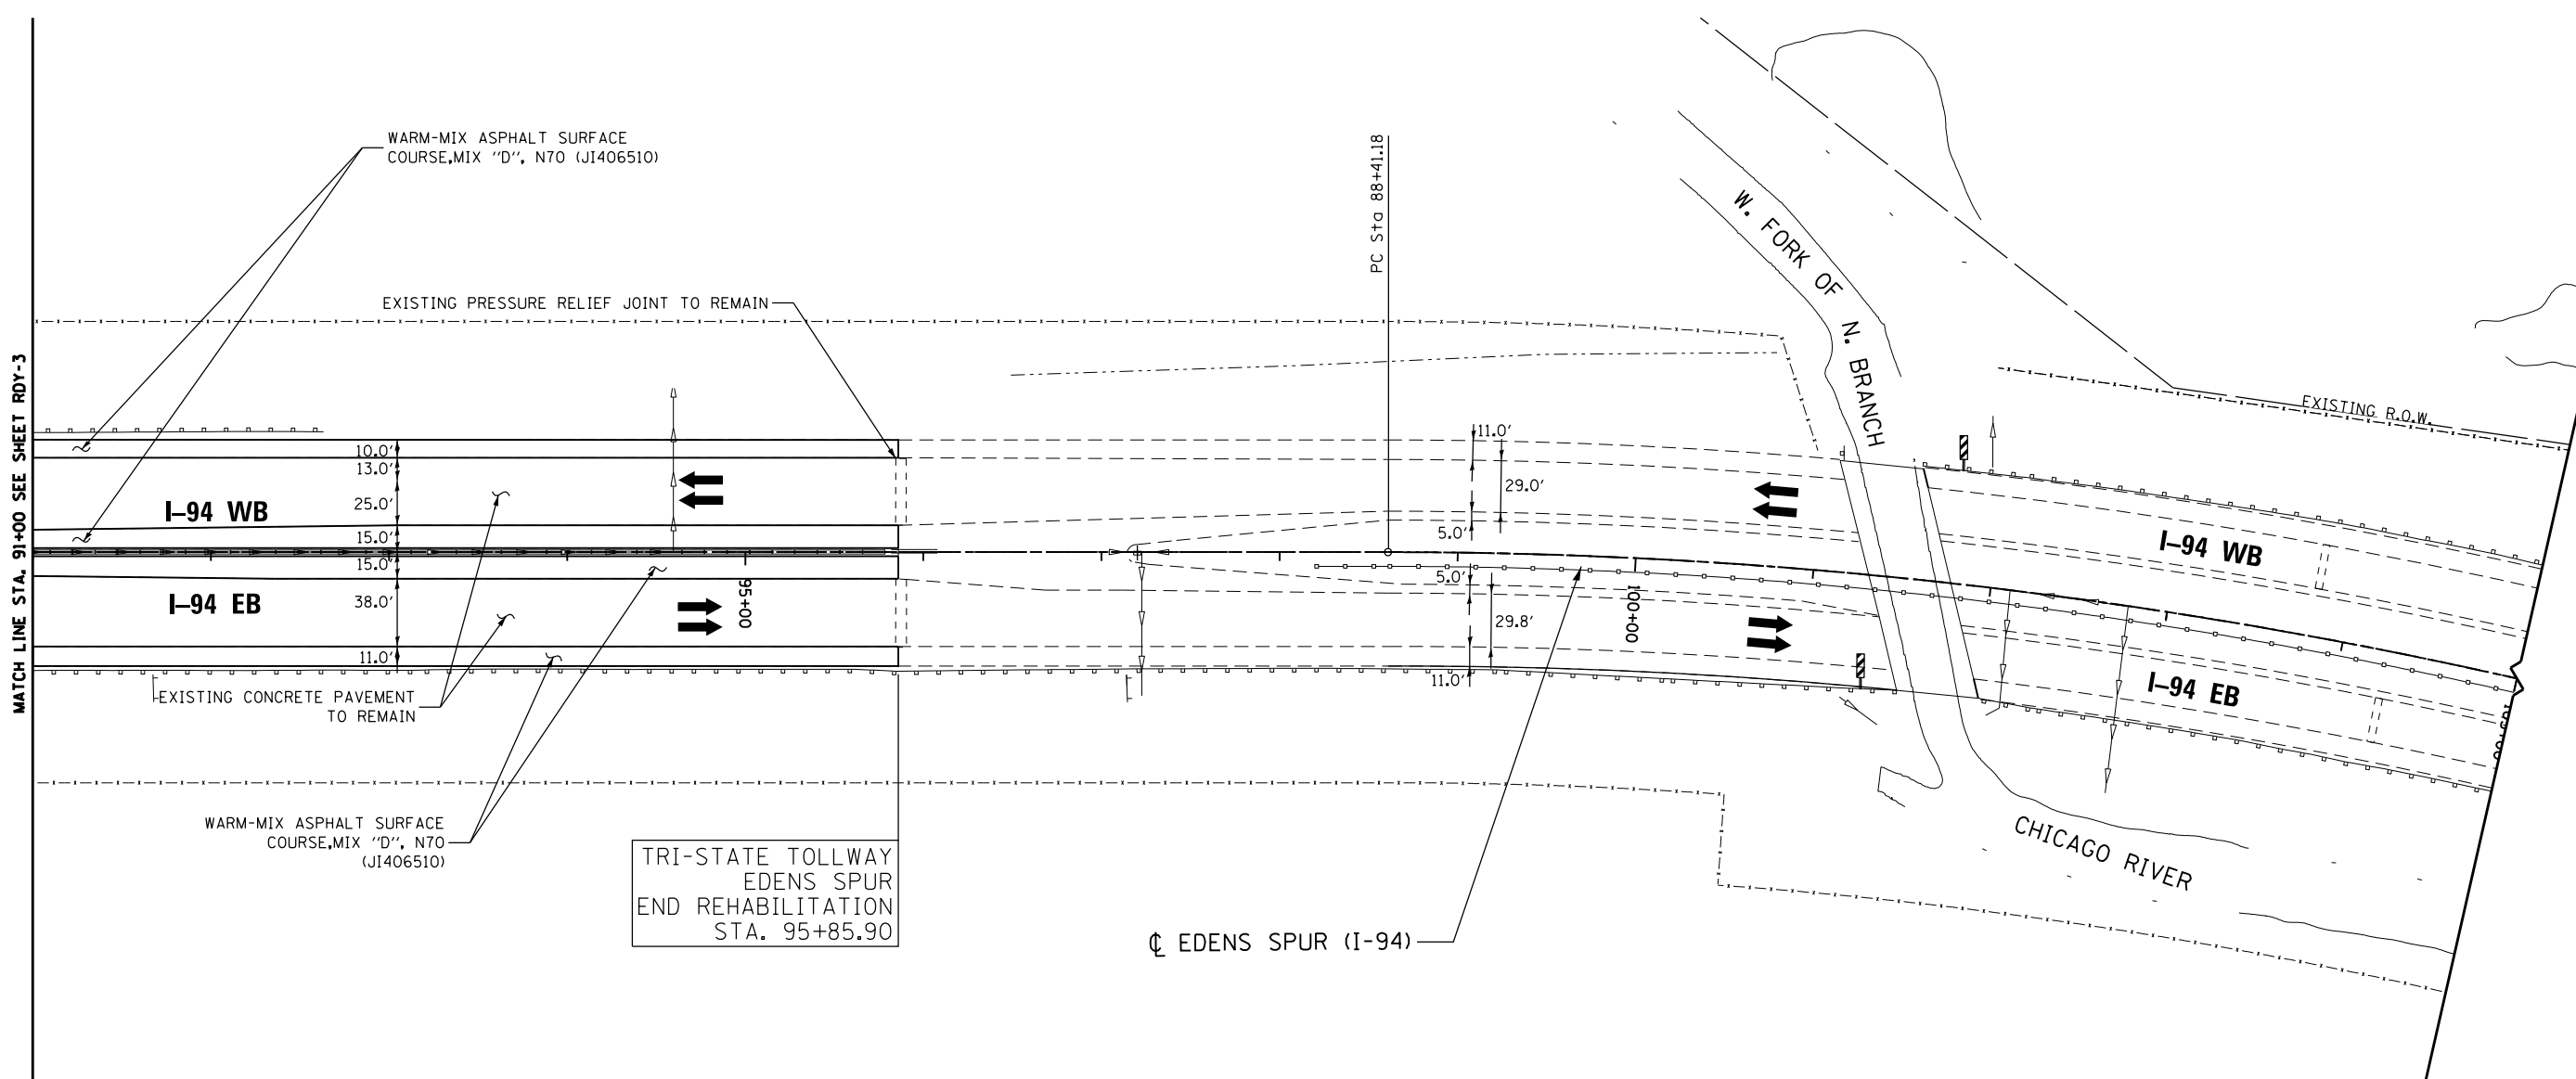 WARM-MIX ASPHALT SURFACE
COURSE,MIX "D", N70 (JI406510)
PC Sta 88+41.18
W. FORK OF
N. BRANCH
EXISTING PRESSURE RELIEF JOINT TO REMAIN
MATCH LINE STA. 91+00 SEE SHEET RDY-3
EXISTING R.O.W.
10.0'
13.0'
25.0'
15.0'
15.0'
38.0'
11.0'
I-94 WB
I-94 EB
95+00
11.0'
29.0'
5.0'
5.0'
29.8'
11.0'
100+00
I-94 WB
I-94 EB
EXISTING CONCRETE PAVEMENT
TO REMAIN
WARM-MIX ASPHALT SURFACE
COURSE,MIX "D", N70
(JI406510)
TRI-STATE TOLLWAY
EDENS SPUR
END REHABILITATION
STA. 95+85.90
℄ EDENS SPUR (I-94)
CHICAGO RIVER